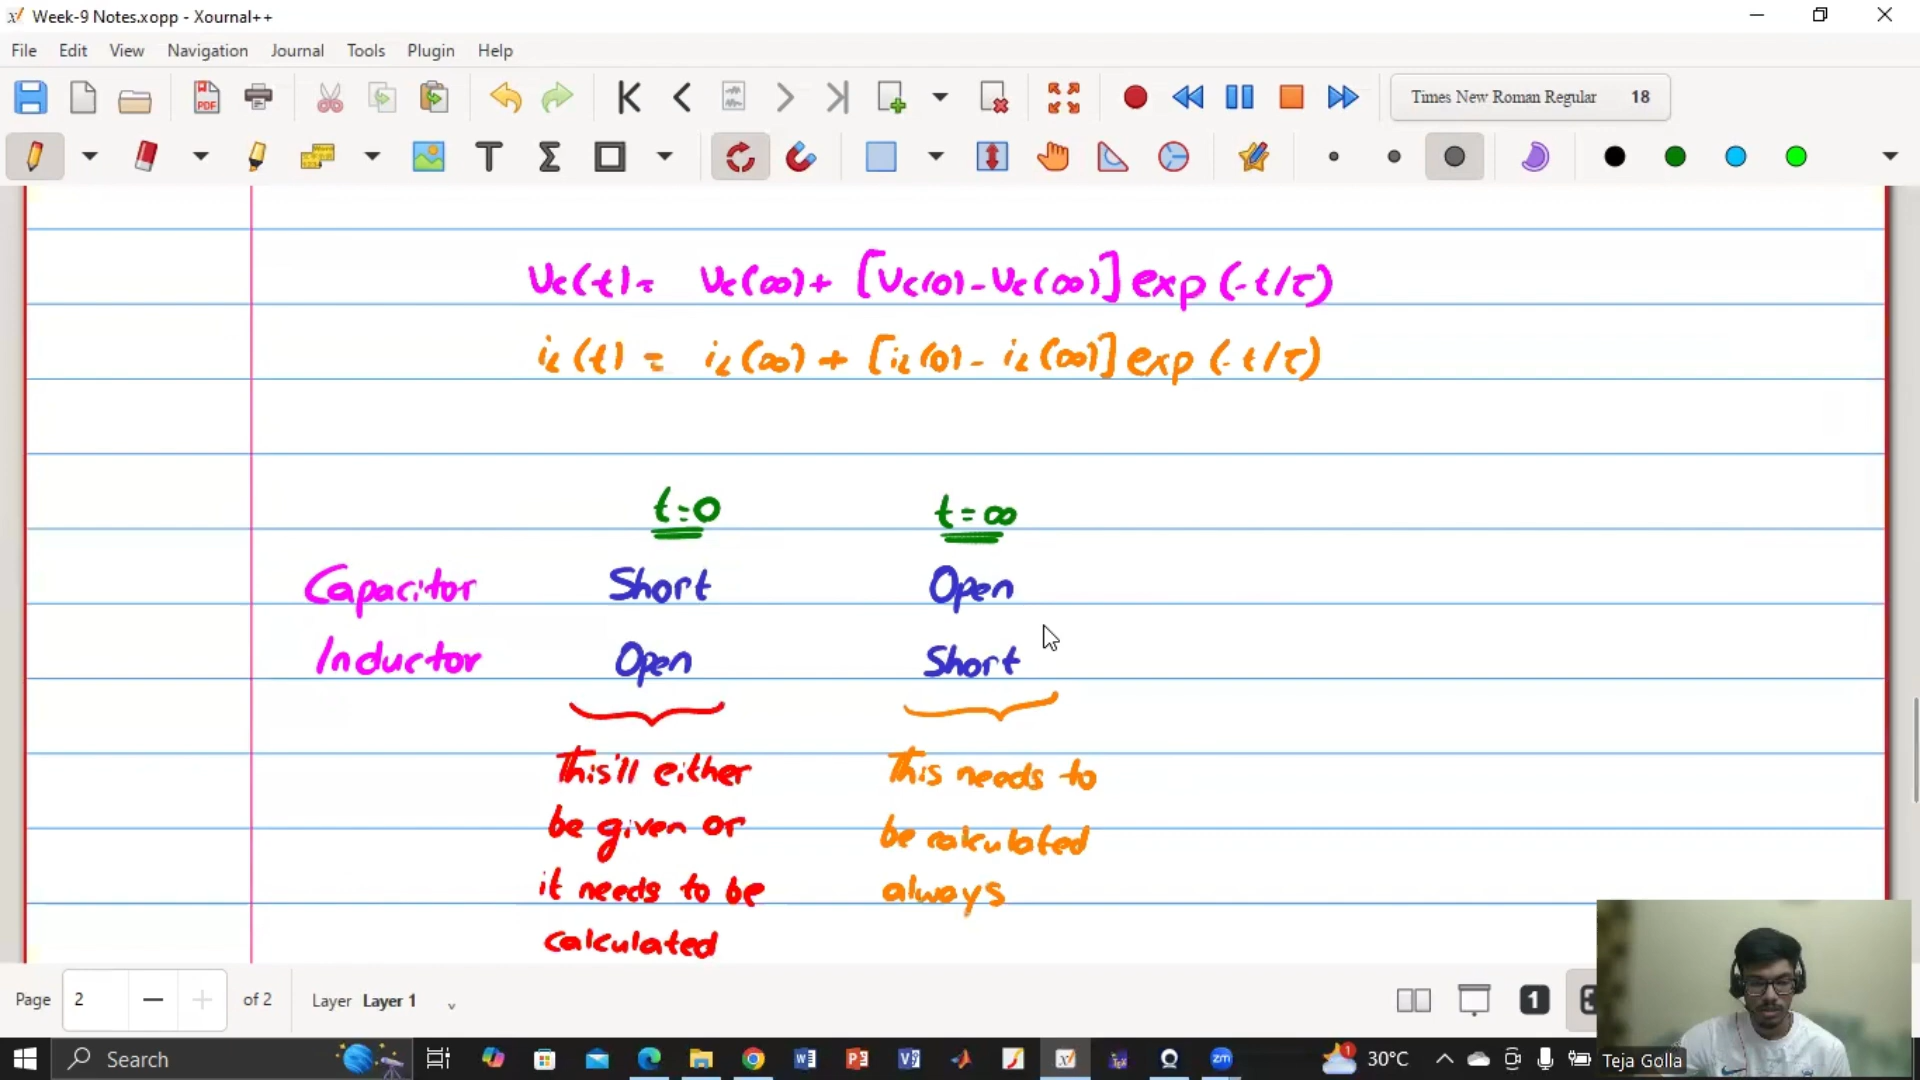 Week-9 Notes.xopp - Xournal++
File Edit View Navigation Journal Tools Plugin Help
Times New Roman Regular 18
Vc(t) = Vc(∞) + [Vc(0) - Vc(∞)] exp (-t/τ)
iL(t) = iL(∞) + [iL(0) - iL(∞)] exp (-t/τ)
t=0 t=∞
Capacitor Short Open
Inductor Open Short
This'll either This needs to
be given or be calculated
it needs to be always
calculated
Page 2 of 2 Layer Layer 1
1
Search 30°C Teja Golla